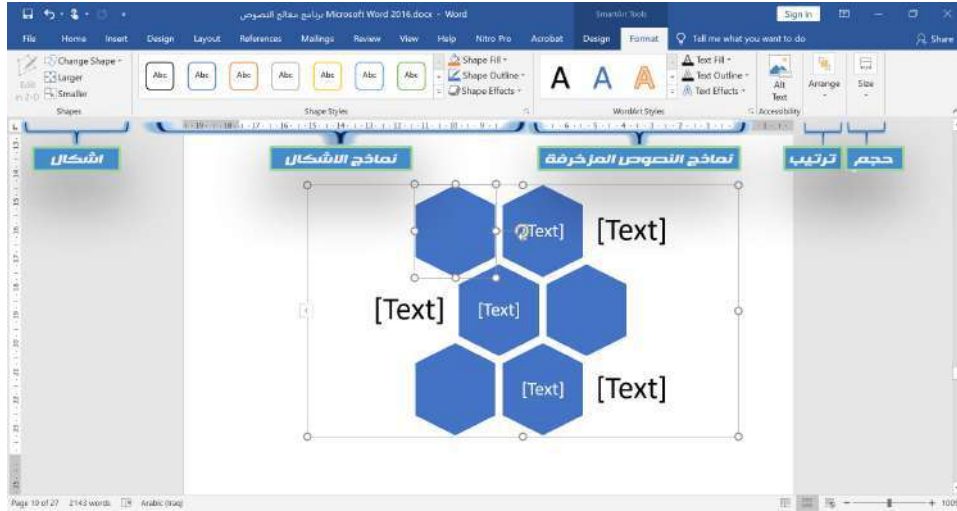 برنامج معالج النصوص Microsoft Word 2016.docx - Word
SmartArt Tools
Sign in
File Home Insert Design Layout References Mailings Review View Help Nitro Pro Acrobat Design Format Tell me what you want to do Share
Edit in 2-D
Change Shape
Larger
Smaller
Shapes
Abc Abc Abc Abc Abc Abc Abc
Shape Styles
Shape Fill
Shape Outline
Shape Effects
A A A
WordArt Styles
Text Fill
Text Outline
Text Effects
Alt Text
Accessibility
Arrange
Size
اشكال
نماذج الاشكال
نماذج النصوص المزخرفة
ترتيب
حجم
[Text] [Text]
[Text] [Text]
[Text] [Text]
Page 19 of 27 2143 words Arabic (Iraq)